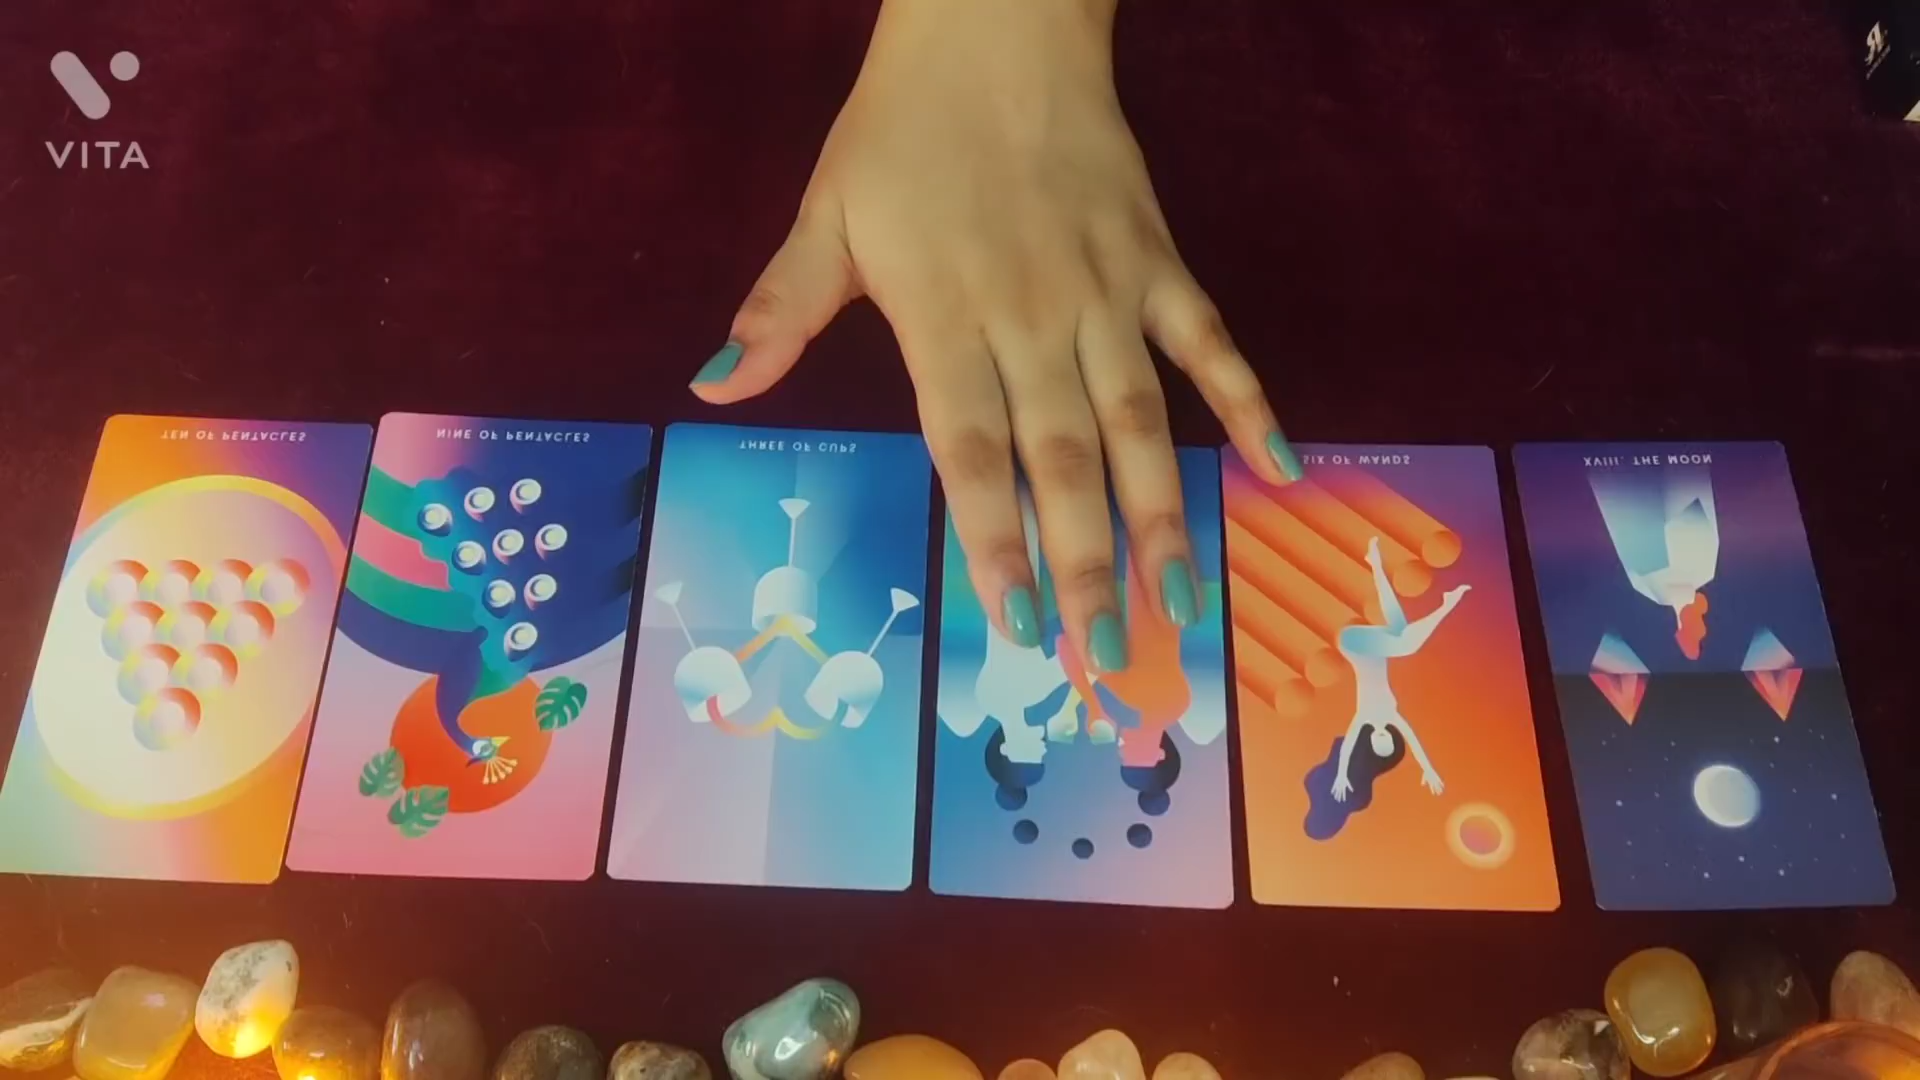 VITA
TEN OF PENTACLES
NINE OF PENTACLES
THREE OF CUPS
SIX OF WANDS
XVIII. THE MOON